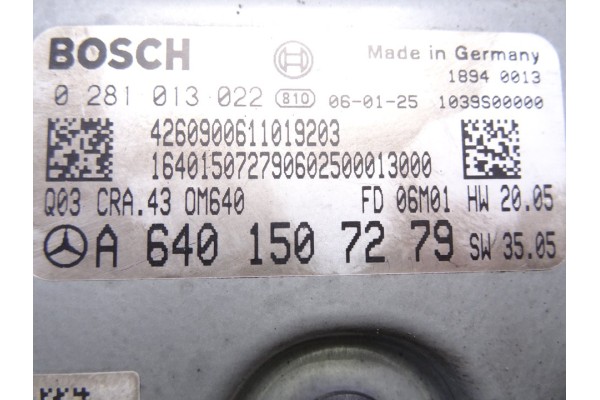 BOSCH
Made in Germany
1894 0013
0 281 013 022 810 06-01-25 1039S00000
4260900611019203
164015072790602500013000
Q03 CRA.43 OM640 FD 06M01 HW 20.05
A 640 150 72 79 SW 35.05